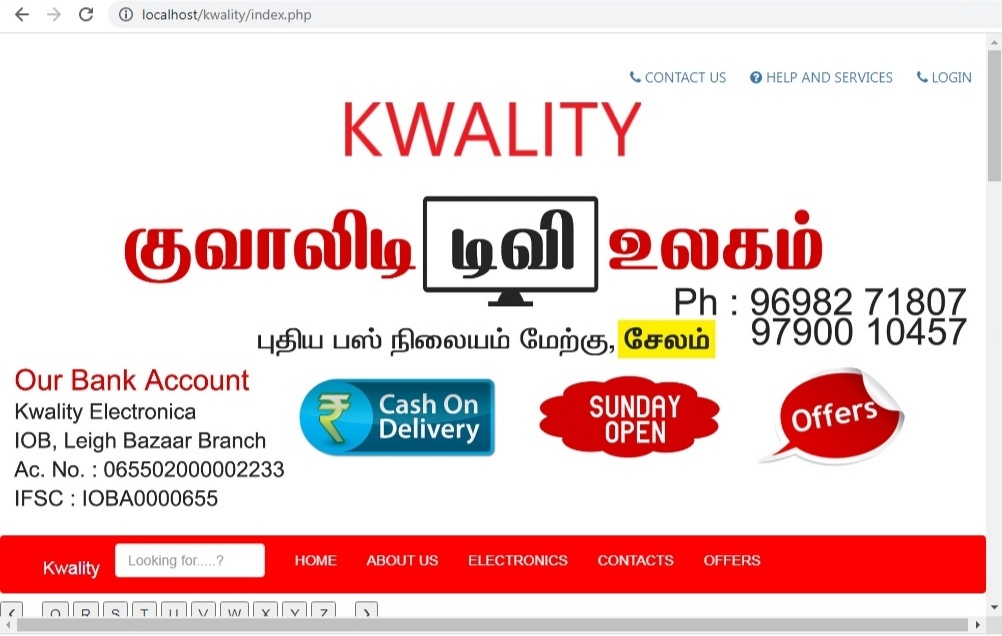 localhost/kwality/index.php
CONTACT US HELP AND SERVICES LOGIN
KWALITY
குவாலிடி டிவி உலகம்
Ph : 96982 71807
97900 10457
புதிய பஸ் நிலையம் மேற்கு, சேலம்
Our Bank Account
Kwality Electronica
IOB, Leigh Bazaar Branch
Ac. No. : 065502000002233
IFSC : IOBA0000655
₹ Cash On
Delivery
SUNDAY
OPEN
Offers
Kwality Looking for.....? HOME ABOUT US ELECTRONICS CONTACTS OFFERS
S T U V W X Y Z